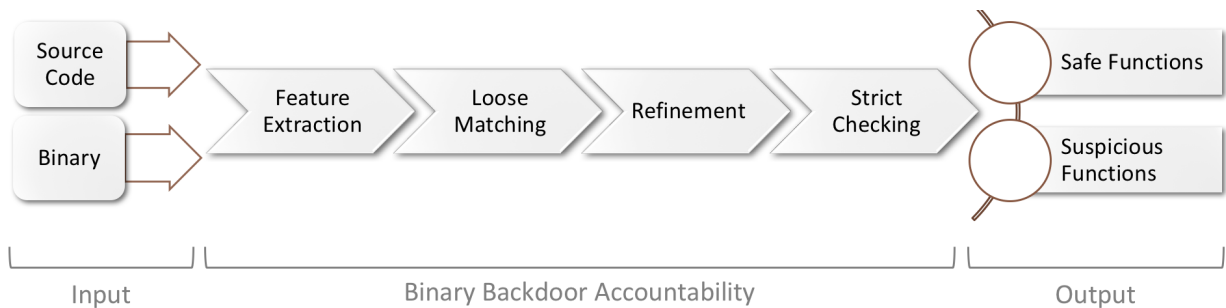 Source
Code
Binary
Feature
Extraction
Loose
Matching
Refinement
Strict
Checking
Safe Functions
Suspicious
Functions
Input
Binary Backdoor Accountability
Output